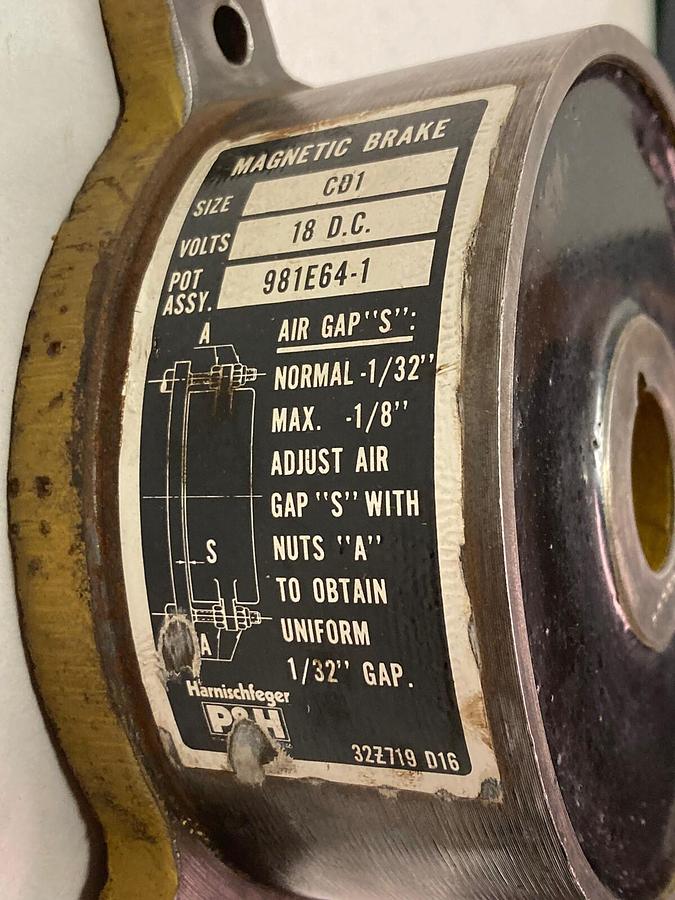 MAGNETIC BRAKE
SIZE CD1
VOLTS 18 D.C.
POT ASSY. 981E64-1
A
AIR GAP "S":
NORMAL -1/32"
MAX. -1/8"
ADJUST AIR
GAP "S" WITH
NUTS "A"
S
TO OBTAIN
UNIFORM
A
1/32" GAP.
Harnischfeger
P&H
32Z719 D16